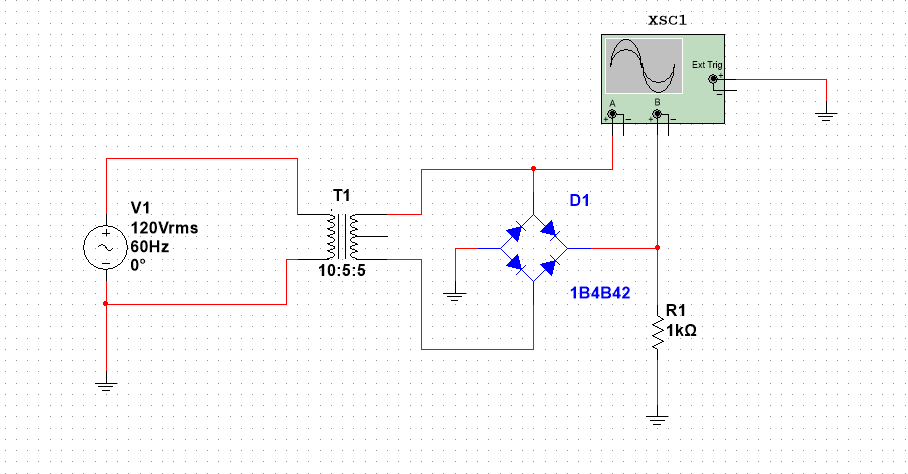 XSC1
Ext Trig
+
−
A
B
+ −
+ −
V1
120Vrms
60Hz
0°
+
−
T1
10:5:5
D1
1B4B42
R1
1kΩ